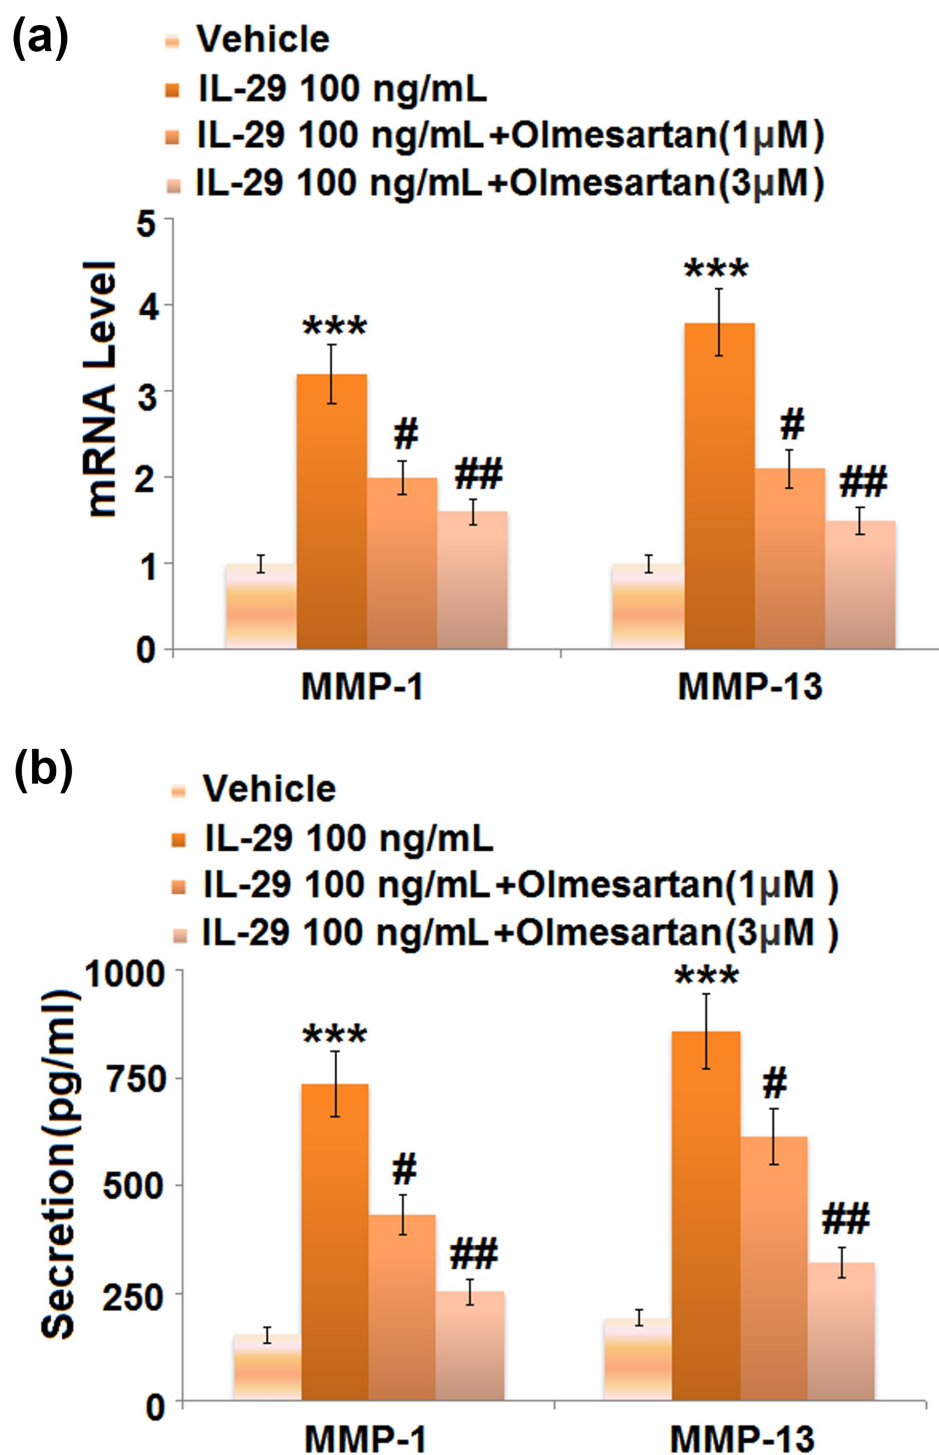 (a)
Vehicle
IL-29 100 ng/mL
IL-29 100 ng/mL+Olmesartan(1μM)
IL-29 100 ng/mL+Olmesartan(3μM)
mRNA Level
5
4
3
2
1
0
***
#
##
***
#
##
MMP-1 MMP-13
(b)
Vehicle
IL-29 100 ng/mL
IL-29 100 ng/mL+Olmesartan(1μM )
IL-29 100 ng/mL+Olmesartan(3μM )
Secretion(pg/ml)
1000
750
500
250
0
***
#
##
***
#
##
MMP-1 MMP-13